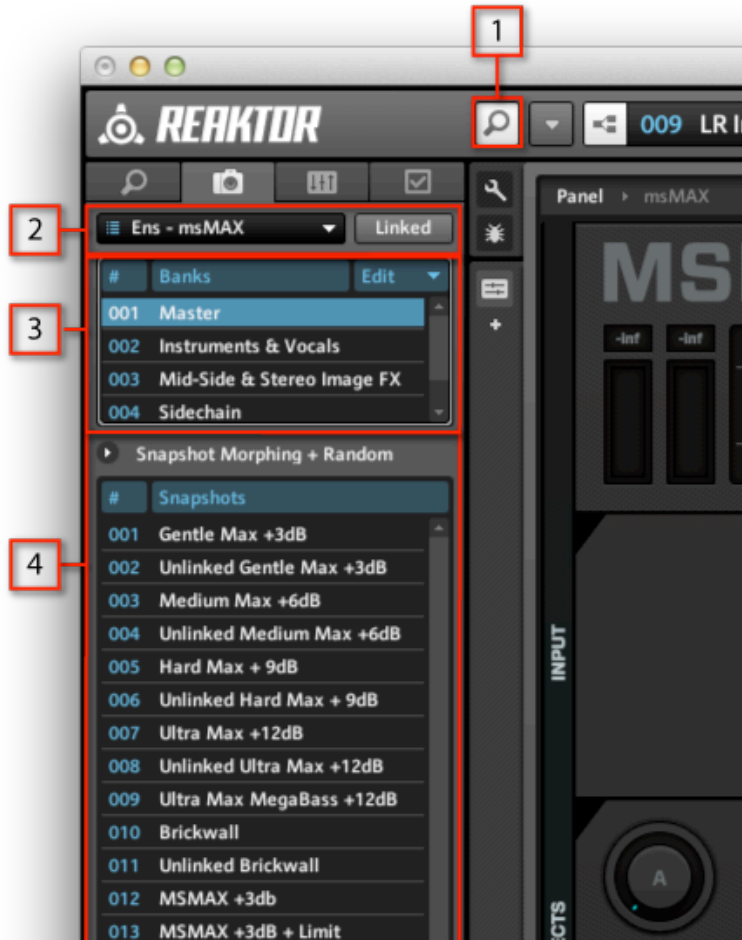 1
REAKTOR
009 LR I
2
Ens - msMAX
Linked
Panel
msMAX
MS
# Banks Edit
001 Master
3
002 Instruments & Vocals
003 Mid-Side & Stereo Image FX
004 Sidechain
-Inf -Inf
Snapshot Morphing + Random
# Snapshots
001 Gentle Max +3dB
4
002 Unlinked Gentle Max +3dB
003 Medium Max +6dB
004 Unlinked Medium Max +6dB
005 Hard Max + 9dB
006 Unlinked Hard Max + 9dB
007 Ultra Max +12dB
008 Unlinked Ultra Max +12dB
009 Ultra Max MegaBass +12dB
010 Brickwall
011 Unlinked Brickwall
012 MSMAX +3db
013 MSMAX +3dB + Limit
INPUT
A
ECTS